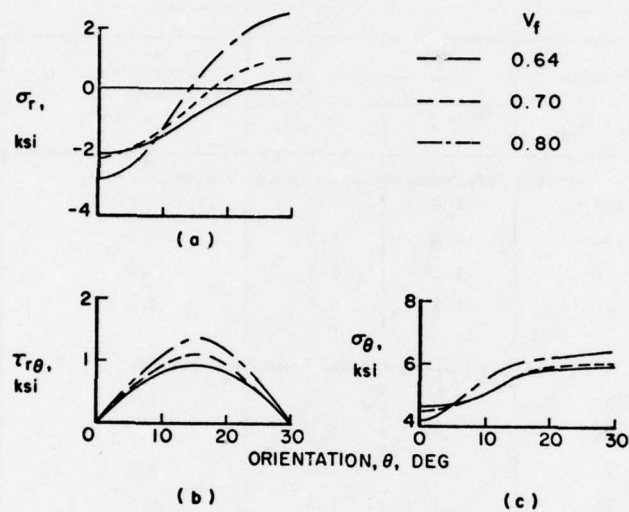 2
0
-2
-4
σr
ksi
(a)
Vf
0.64
0.70
0.80
2
1
0
τrθ,
ksi
0 10 20 30
(b)
8
6
4
σθ,
ksi
0 10 20 30
ORIENTATION, θ, DEG
(c)